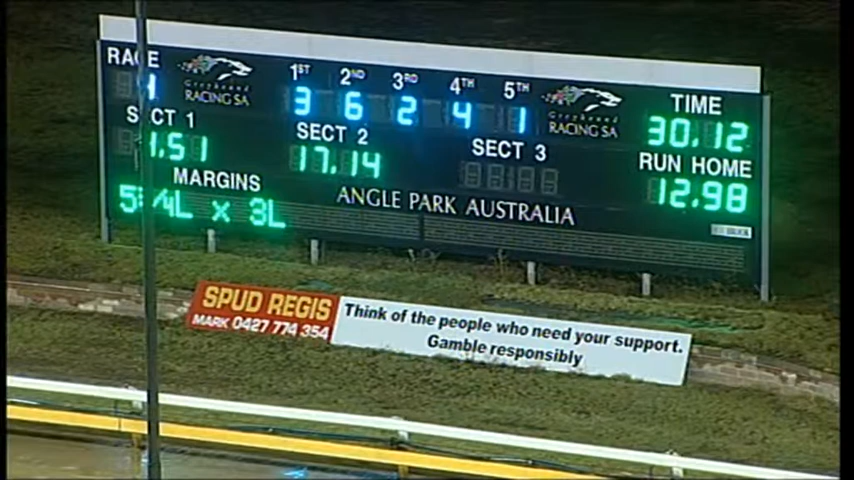 RACE 1ST 2ND 3RD 4TH 5TH TIME
Greyhound RACING SA
Greyhound RACING SA
3 6 2 4 1 30.12
SECT 1 SECT 2 SECT 3 RUN HOME
1.51 17.14 12.98
MARGINS
x 3L
ANGLE PARK AUSTRALIA
SPUD REGIS
MARK 0427 774 354
Think of the people who need your support.
Gamble responsibly